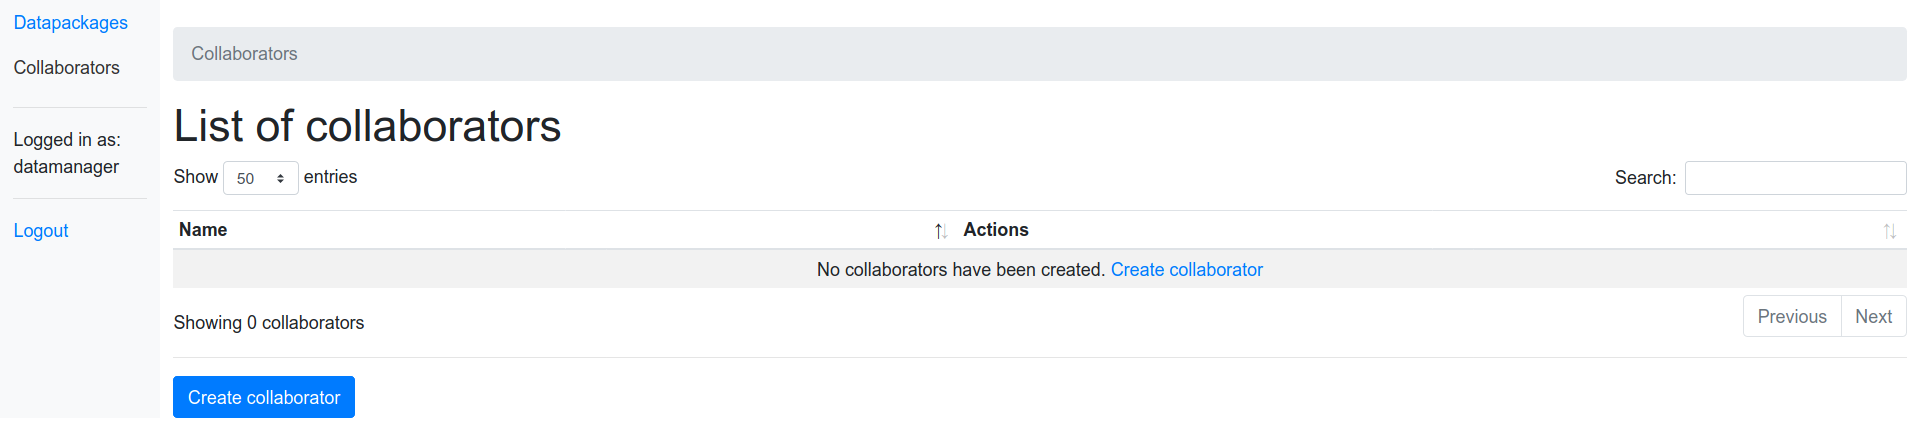 Datapackages
Collaborators
Logged in as:
datamanager
Logout
Collaborators
List of collaborators
Show 50 entries
Search:
Name Actions
No collaborators have been created. Create collaborator
Showing 0 collaborators
Previous Next
Create collaborator